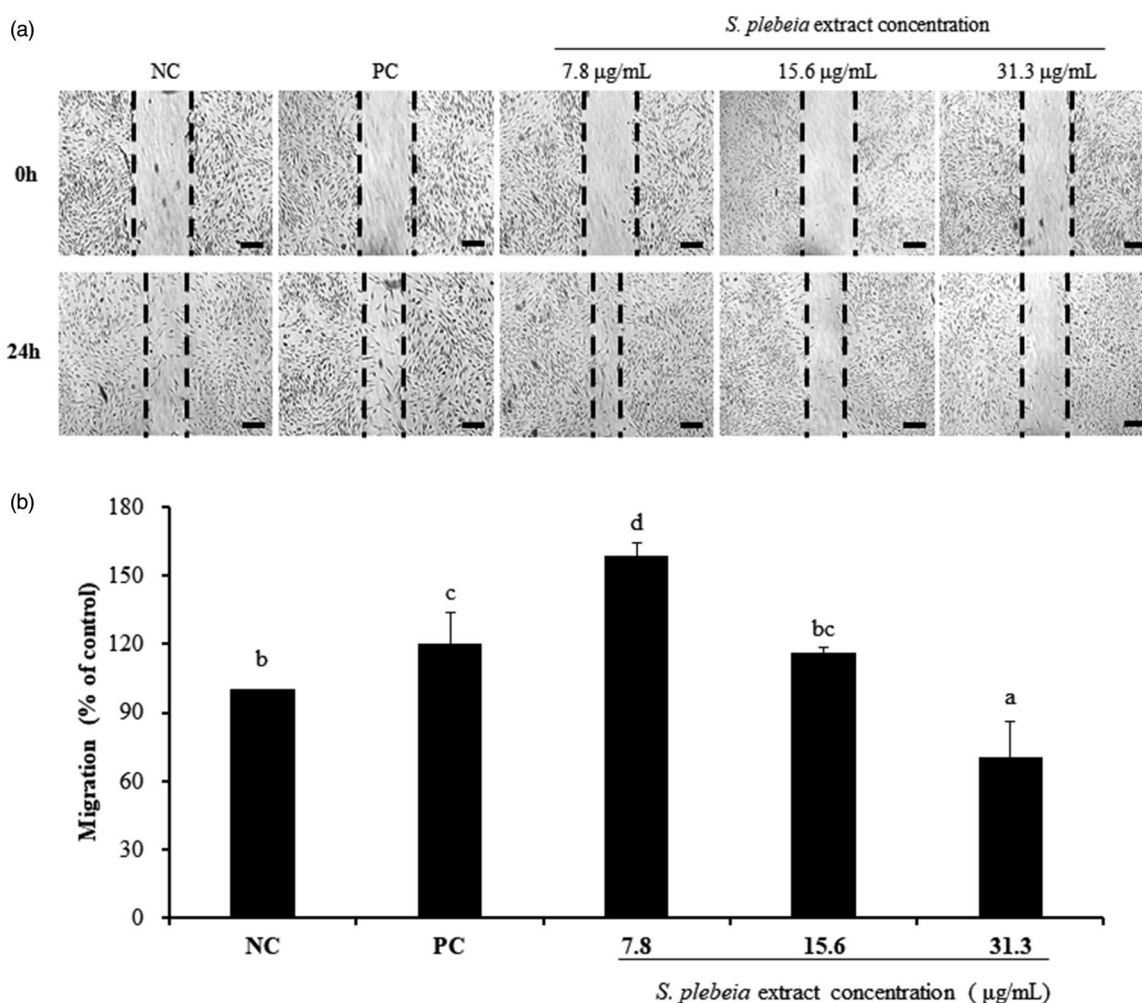 (a)
S. plebeia extract concentration
NC PC 7.8 µg/mL 15.6 µg/mL 31.3 µg/mL
0h
24h
(b)
Migration (% of control)
180
150
120
90
60
30
0
b
c
d
bc
a
NC PC 7.8 15.6 31.3
S. plebeia extract concentration ( µg/mL)